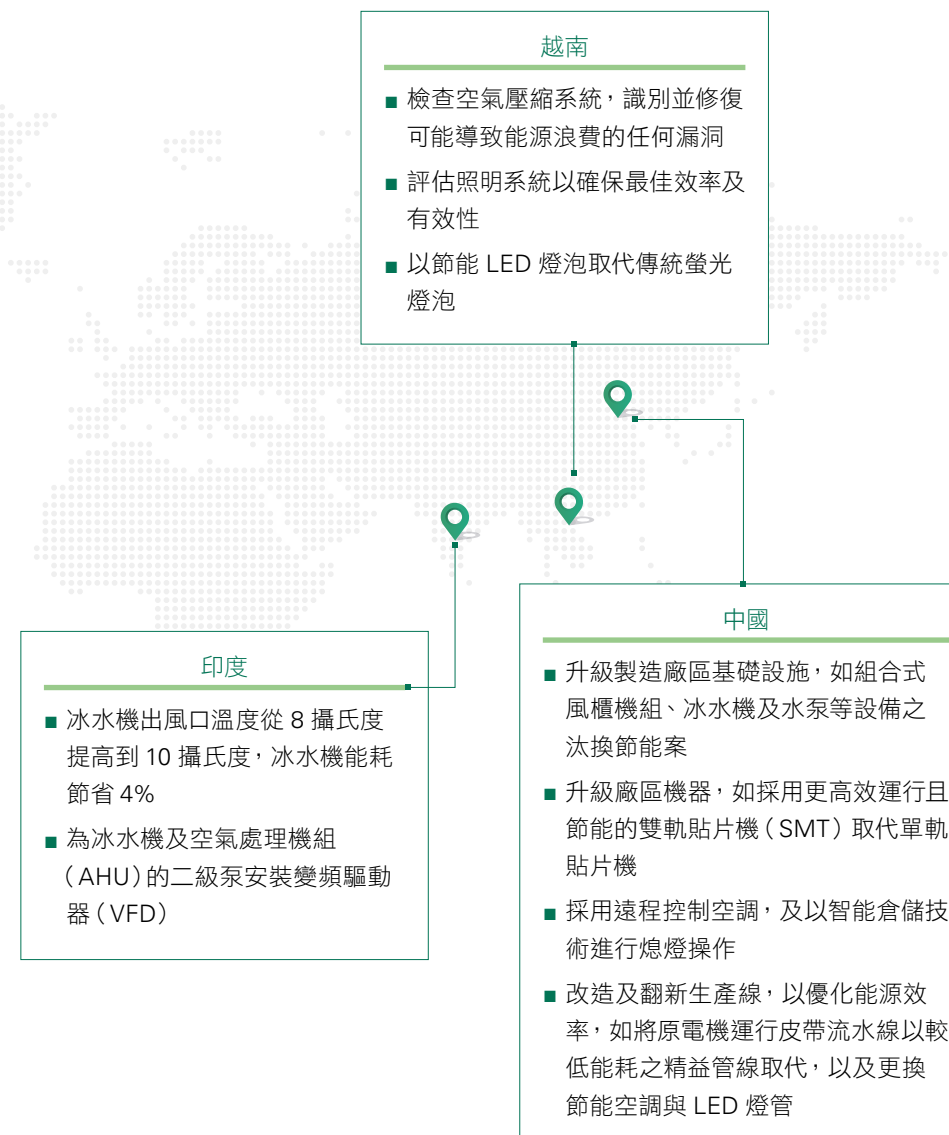 越南
■ 檢查空氣壓縮系統，識別並修復
可能導致能源浪費的任何漏洞
■ 評估照明系統以確保最佳效率及
有效性
■ 以節能 LED 燈泡取代傳統螢光
燈泡
印度
■ 冰水機出風口溫度從 8 攝氏度
提高到 10 攝氏度，冰水機能耗
節省 4%
■ 為冰水機及空氣處理機組
（AHU）的二級泵安裝變頻驅動
器（VFD）
中國
■ 升級製造廠區基礎設施，如組合式
風櫃機組、冰水機及水泵等設備之
汰換節能案
■ 升級廠區機器，如採用更高效運行且
節能的雙軌貼片機（SMT）取代單軌
貼片機
■ 採用遠程控制空調，及以智能倉儲技
術進行熄燈操作
■ 改造及翻新生產線，以優化能源效
率，如將原電機運行皮帶流水線以較
低能耗之精益管線取代，以及更換
節能空調與 LED 燈管